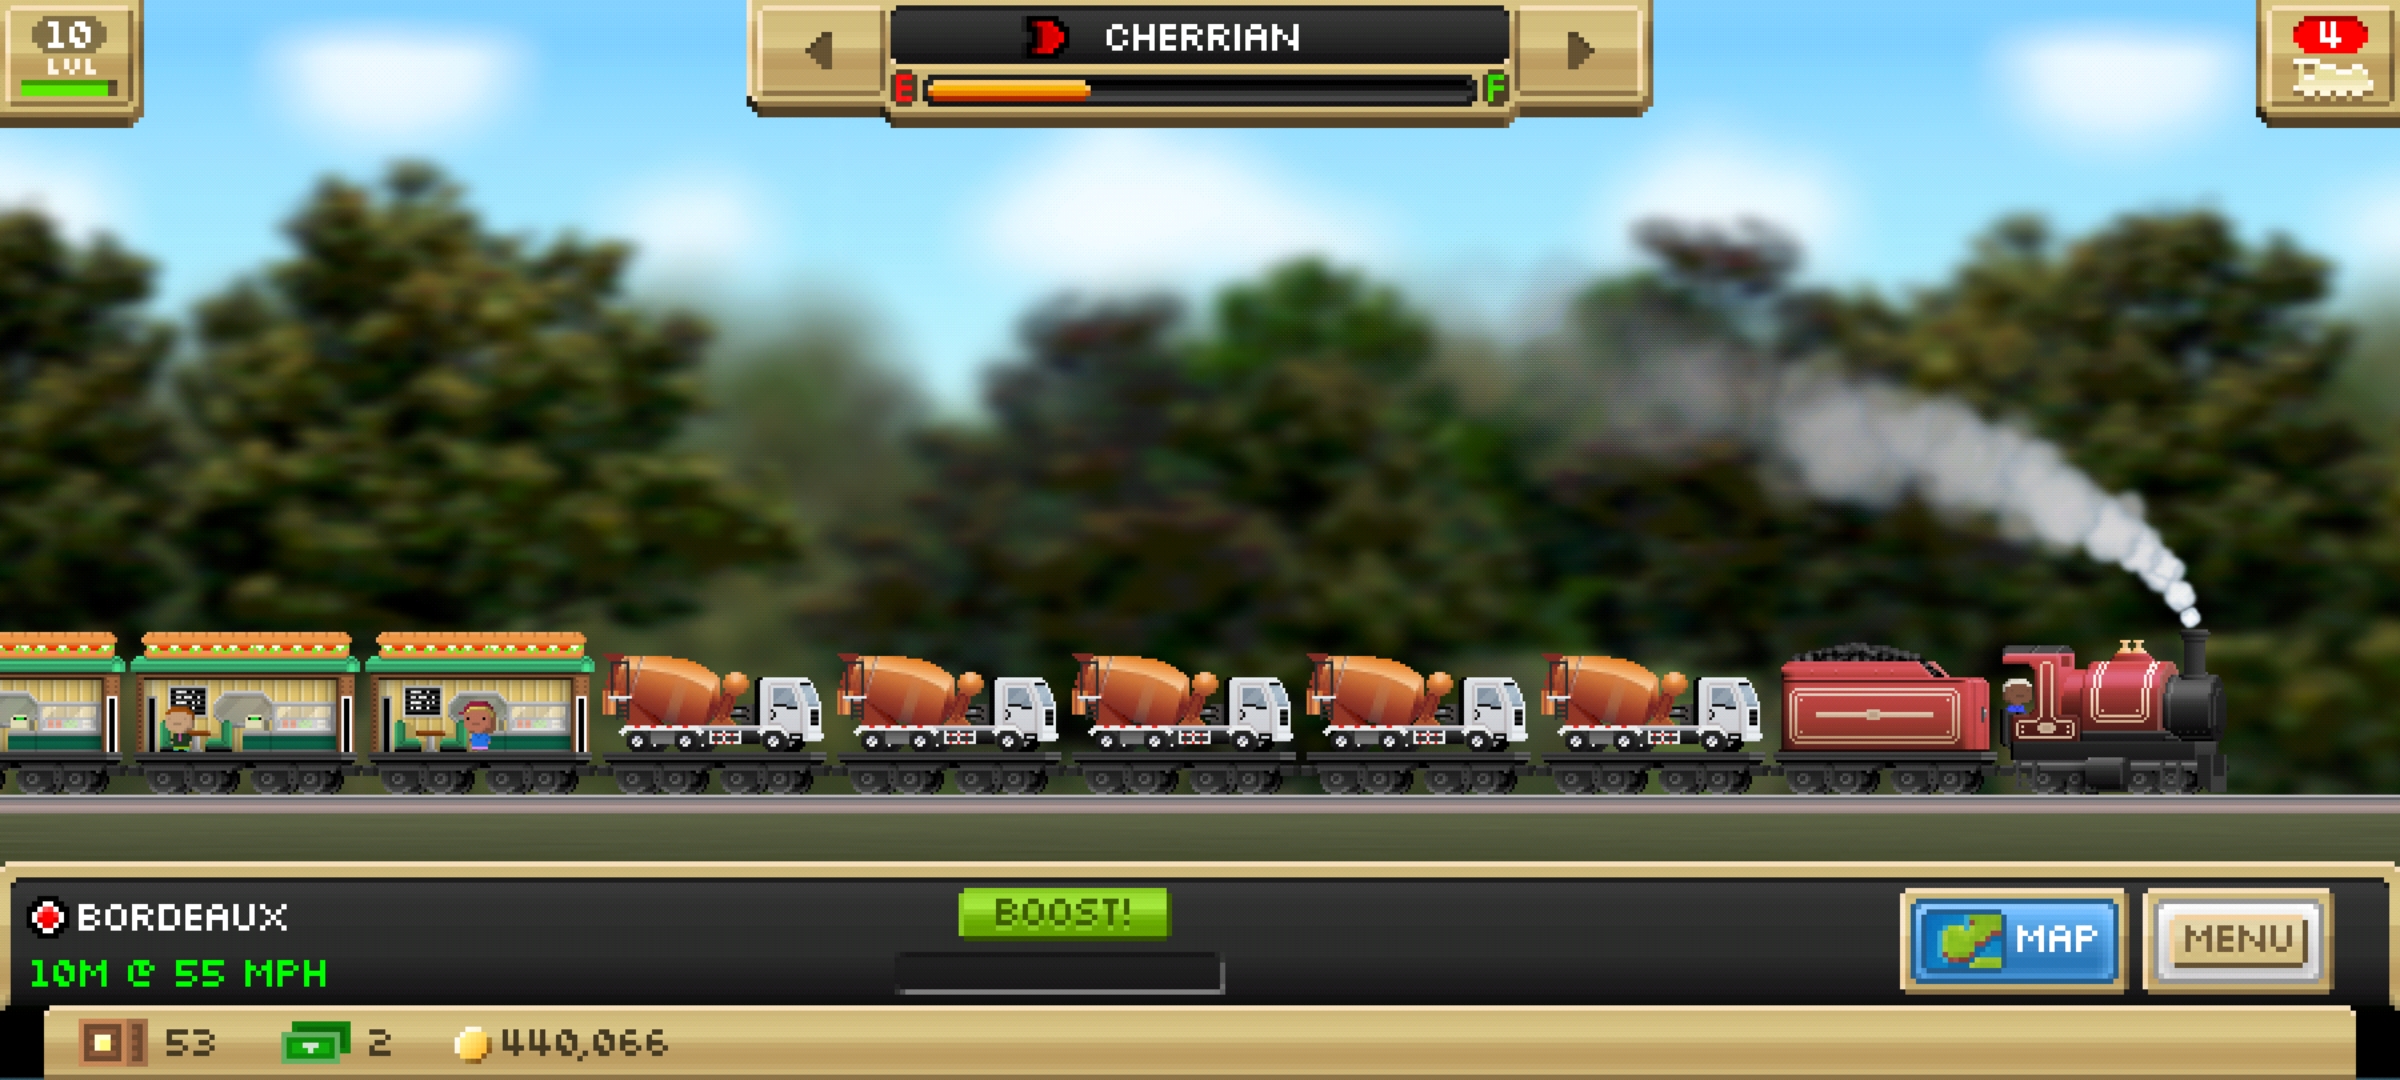 10
LVL
CHERRIAN
E F
4
BORDEAUX
BOOST!
10M @ 55 MPH
MAP
MENU
53
2
440,066